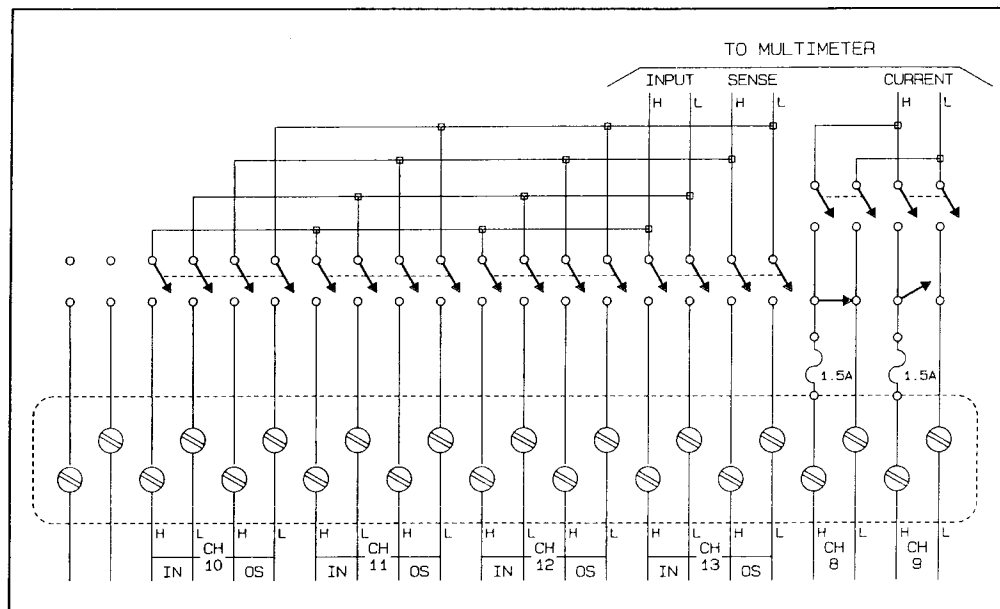 TO MULTIMETER
INPUT SENSE CURRENT
H L H L H L
1.5A 1.5A
H L H L H L H L H L H L H L H L H L H L
CH CH CH CH CH CH
10 11 12 13 8 9
IN OS IN OS IN OS IN OS